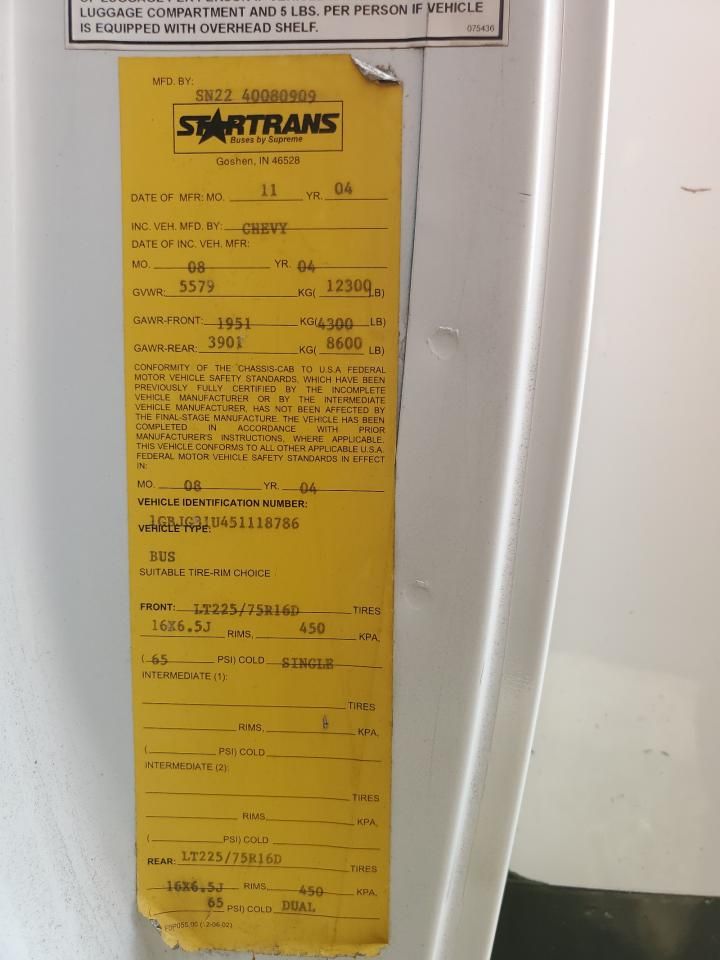 LUGGAGE COMPARTMENT AND 5 LBS. PER PERSON IF VEHICLE
IS EQUIPPED WITH OVERHEAD SHELF.
075436
MFD. BY:
SN22 40080909
STARTRANS
Buses by Supreme
Goshen, IN 46528
DATE OF MFR: MO. 11 YR. 04
INC. VEH. MFD. BY: CHEVY
DATE OF INC. VEH. MFR:
MO. 08 YR. 04
GVWR: 5579 KG( 12300 LB)
GAWR-FRONT: 1951 KG(4300 LB)
GAWR-REAR: 3901 KG( 8600 LB)
CONFORMITY OF THE CHASSIS-CAB TO U.S.A FEDERAL
MOTOR VEHICLE SAFETY STANDARDS, WHICH HAVE BEEN
PREVIOUSLY FULLY CERTIFIED BY THE INCOMPLETE
VEHICLE MANUFACTURER OR BY THE INTERMEDIATE
VEHICLE MANUFACTURER, HAS NOT BEEN AFFECTED BY
THE FINAL-STAGE MANUFACTURE. THE VEHICLE HAS BEEN
COMPLETED IN ACCORDANCE WITH PRIOR
MANUFACTURER'S INSTRUCTIONS, WHERE APPLICABLE.
THIS VEHICLE CONFORMS TO ALL OTHER APPLICABLE U.S.A.
FEDERAL MOTOR VEHICLE SAFETY STANDARDS IN EFFECT
IN:
MO. 08 YR. 04
VEHICLE IDENTIFICATION NUMBER:
1GBJG31U451118786
VEHICLE TYPE:
BUS
SUITABLE TIRE-RIM CHOICE
FRONT: LT225/75R16D TIRES
16X6.5J RIMS, 450 KPA,
( 65 PSI) COLD SINGLE
INTERMEDIATE (1):
TIRES
RIMS, KPA,
( PSI) COLD
INTERMEDIATE (2):
TIRES
RIMS, KPA,
( PSI) COLD
REAR: LT225/75R16D TIRES
16X6.5J RIMS, 450 KPA,
( 65 PSI) COLD DUAL